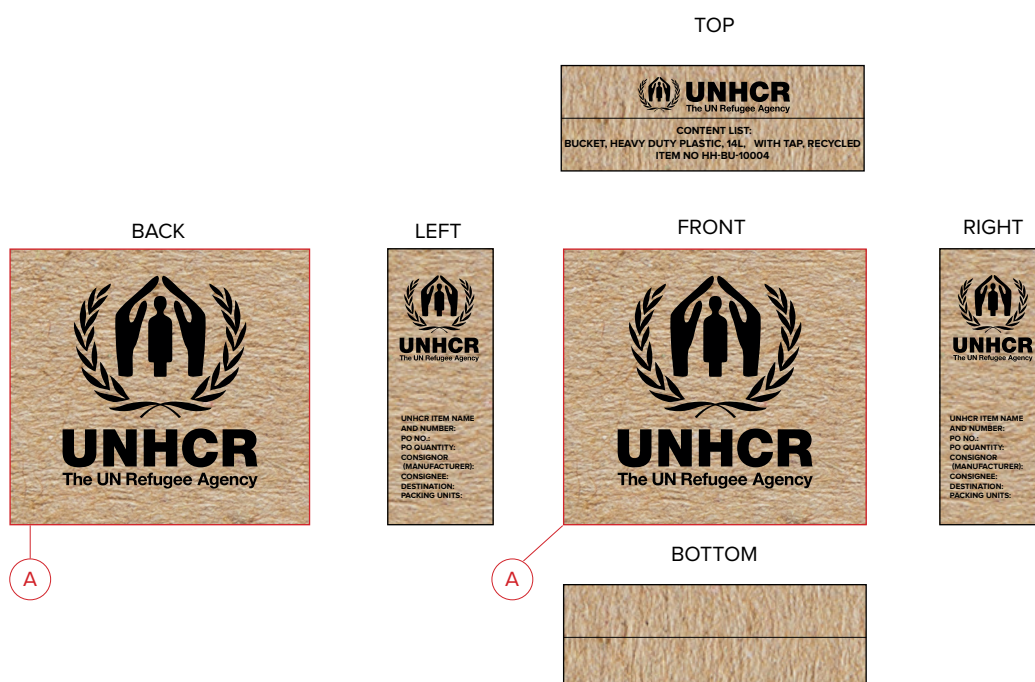 TOP
UNHCR
The UN Refugee Agency
CONTENT LIST:
BUCKET, HEAVY DUTY PLASTIC, 14L, WITH TAP, RECYCLED
ITEM NO HH-BU-10004
BACK
UNHCR
The UN Refugee Agency
A
LEFT
UNHCR
The UN Refugee Agency
UNHCR ITEM NAME
AND NUMBER:
PO NO.:
PO QUANTITY:
CONSIGNOR
(MANUFACTURER):
CONSIGNEE:
DESTINATION:
PACKING UNITS:
FRONT
UNHCR
The UN Refugee Agency
A
RIGHT
UNHCR
The UN Refugee Agency
UNHCR ITEM NAME
AND NUMBER:
PO NO.:
PO QUANTITY:
CONSIGNOR
(MANUFACTURER):
CONSIGNEE:
DESTINATION:
PACKING UNITS:
BOTTOM